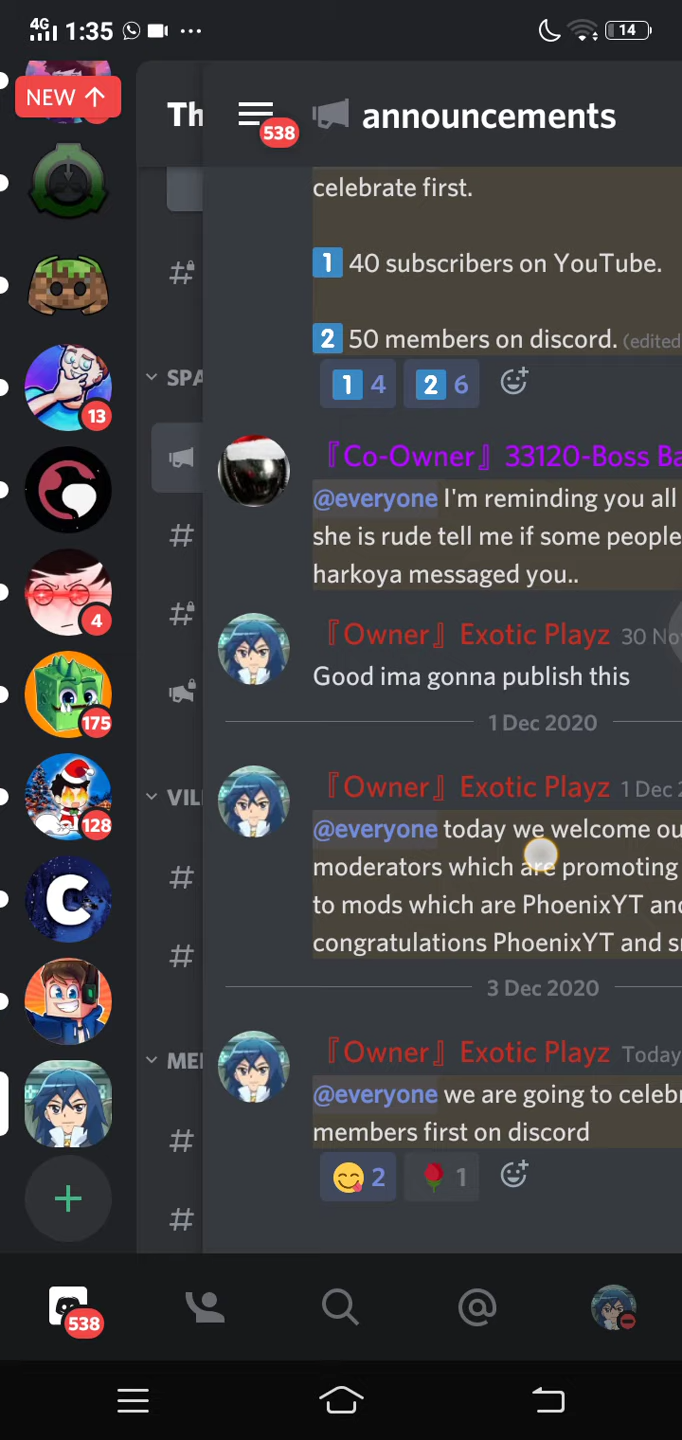 4G 1:35 14
NEW ↑
Th
538
announcements
celebrate first.
1 40 subscribers on YouTube.
2 50 members on discord. (edited
1 4 2 6
13
SPA
『Co-Owner』 33120-Boss Ba
@everyone I'm reminding you all
she is rude tell me if some people
harkoya messaged you..
4
『Owner』 Exotic Playz 30 No
Good ima gonna publish this
175
1 Dec 2020
VIL
128
『Owner』 Exotic Playz 1 Dec 2
@everyone today we welcome ou
moderators which are promoting
to mods which are PhoenixYT and
congratulations PhoenixYT and s
C
3 Dec 2020
MEI
『Owner』 Exotic Playz Today
@everyone we are going to celebr
members first on discord
😋 2 🌹 1
+
538
@